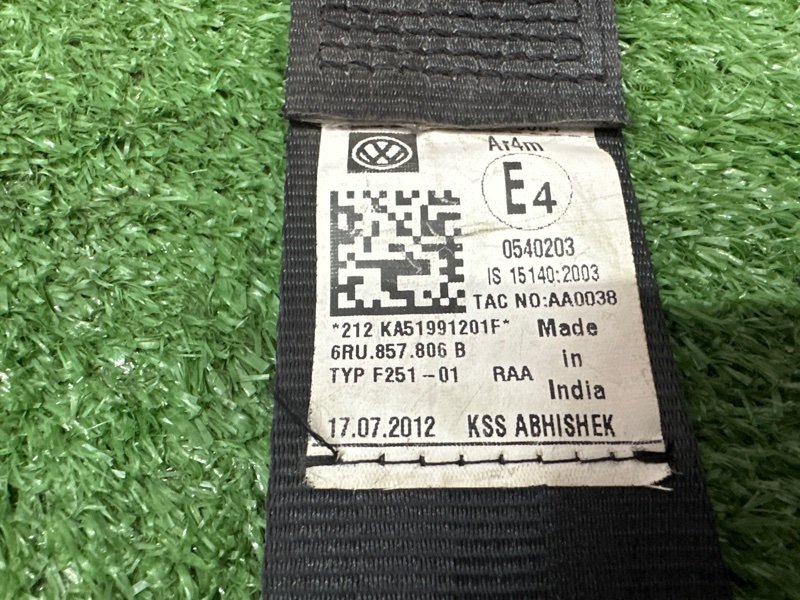 Ar4m
E4
0540203
IS 15140:2003
TAC NO:AA0038
*212 KA51991201F*
Made
in
India
6RU.857.806 B
TYP F251-01 RAA
17.07.2012 KSS ABHISHEK